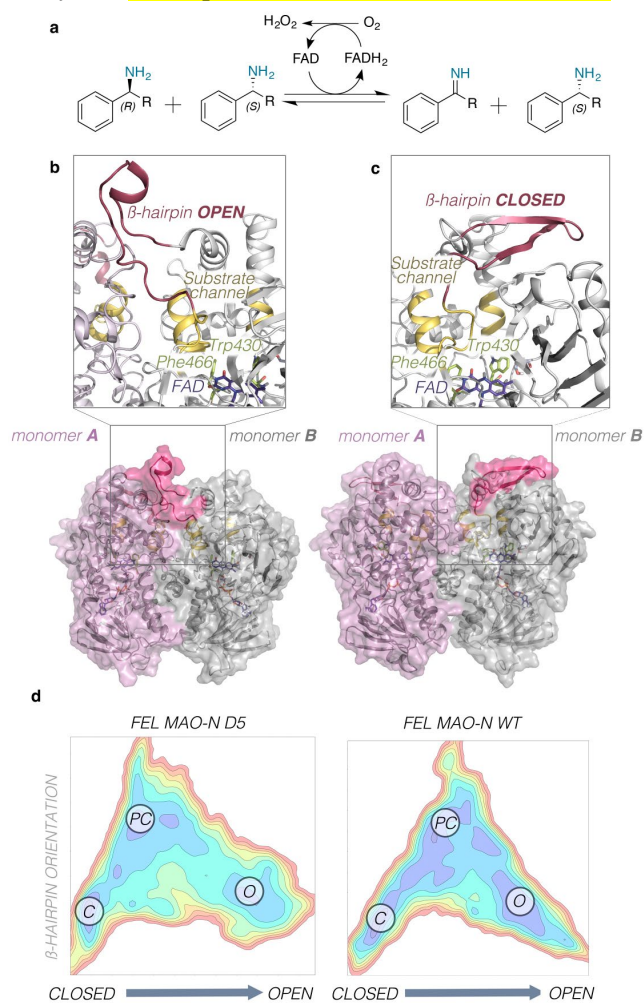 a
H₂O₂ O₂
FAD FADH₂
NH₂ NH₂ NH NH₂
(R) R + (S) R R + (S) R
b
ß-hairpin OPEN
Substrate
channel
Trp430
Phe466
FAD
c
ß-hairpin CLOSED
Substrate
channel
Trp430
Phe466
FAD
monomer A monomer B
monomer A monomer B
d
FEL MAO-N D5 FEL MAO-N WT
ß-HAIRPIN ORIENTATION
PC PC
O O
C C
CLOSED OPEN CLOSED OPEN